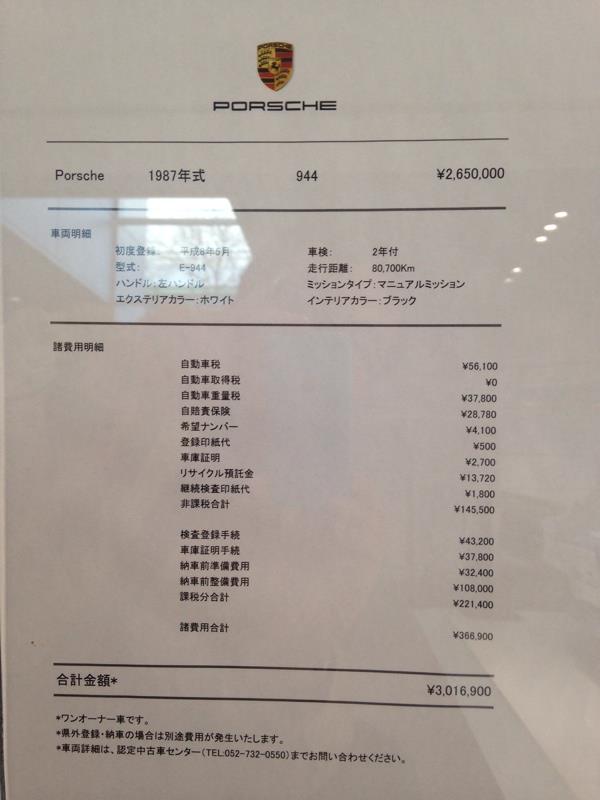 PORSCHE
PORSCHE
Porsche 1987年式 944 ¥2,650,000
車両明細
初度登録: 平成8年5月 車検: 2年付
型式: E-944 走行距離: 80,700Km
ハンドル:左ハンドル ミッションタイプ:マニュアルミッション
エクステリアカラー:ホワイト インテリアカラー:ブラック
諸費用明細
自動車税 ¥56,100
自動車取得税 ¥0
自動車重量税 ¥37,800
自賠責保険 ¥28,780
希望ナンバー ¥4,100
登録印紙代 ¥500
車庫証明 ¥2,700
リサイクル預託金 ¥13,720
継続検査印紙代 ¥1,800
非課税合計 ¥145,500
検査登録手続 ¥43,200
車庫証明手続 ¥37,800
納車前準備費用 ¥32,400
納車前整備費用 ¥108,000
課税分合計 ¥221,400
諸費用合計 ¥366,900
合計金額* ¥3,016,900
*ワンオーナー車です。
*県外登録・納車の場合は別途費用が発生いたします。
*車両詳細は、認定中古車センター(TEL:052-732-0550)までお問い合わせください。